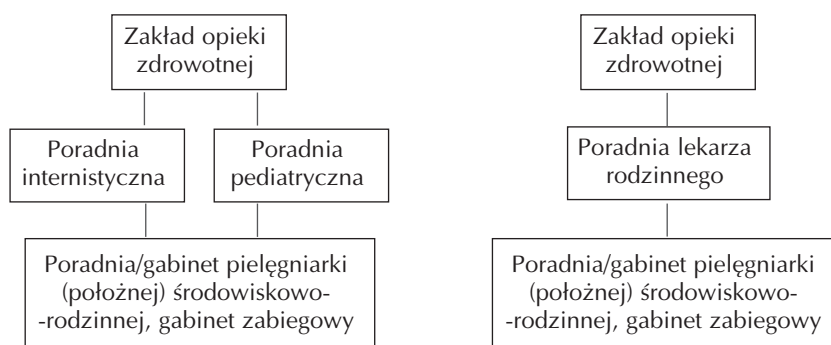 Zakład opieki
zdrowotnej
Poradnia
internistyczna
Poradnia
pediatryczna
Poradnia/gabinet pielęgniarki
(położnej) środowiskowo-
-rodzinnej, gabinet zabiegowy
Zakład opieki
zdrowotnej
Poradnia lekarza
rodzinnego
Poradnia/gabinet pielęgniarki
(położnej) środowiskowo-
-rodzinnej, gabinet zabiegowy